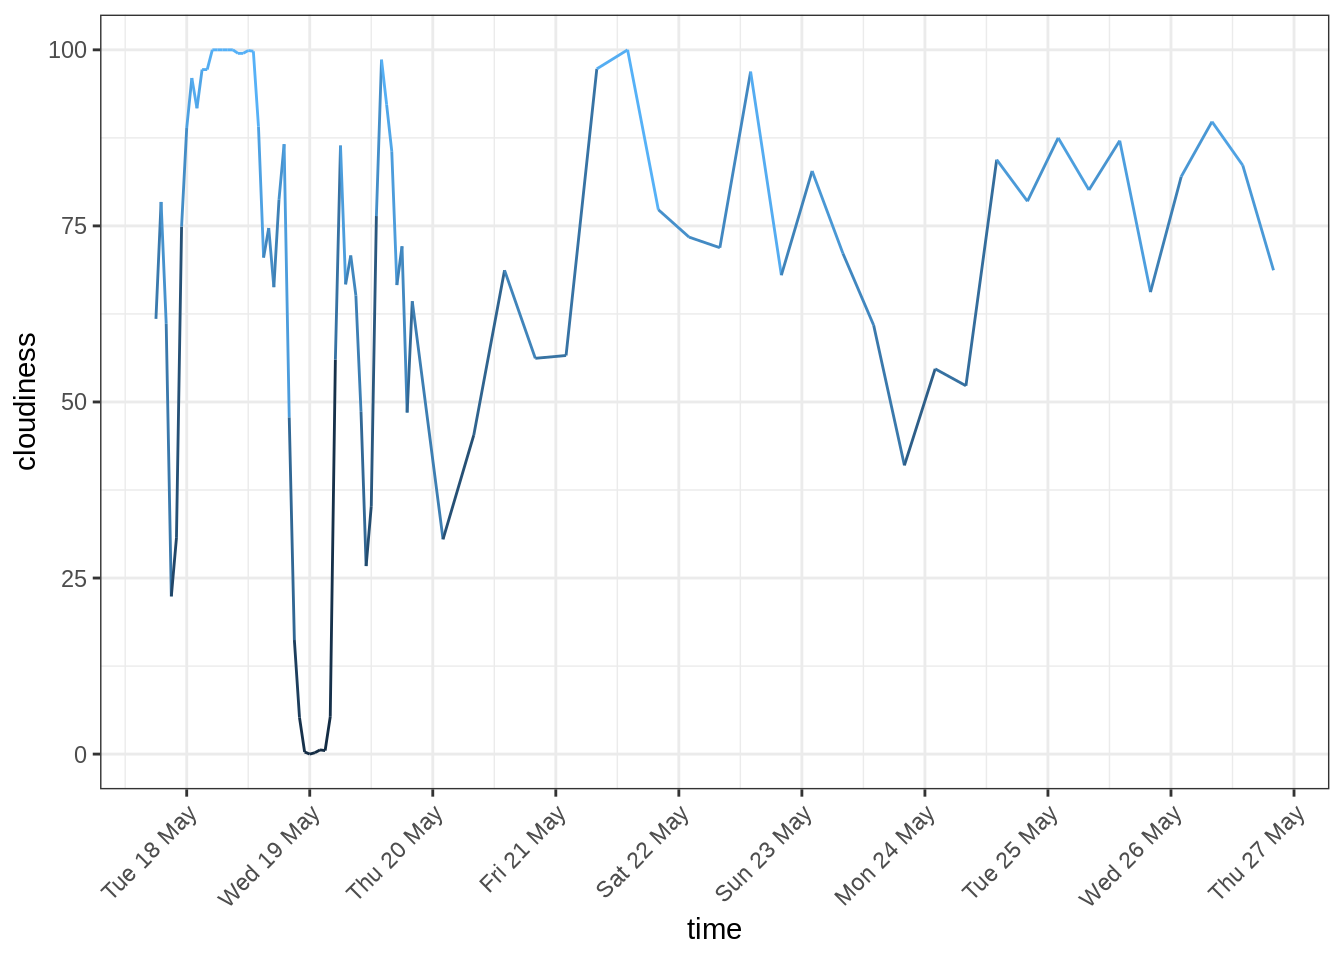 cloudiness
100
75
50
25
0
Tue 18 May
Wed 19 May
Thu 20 May
Fri 21 May
Sat 22 May
Sun 23 May
Mon 24 May
Tue 25 May
Wed 26 May
Thu 27 May
time